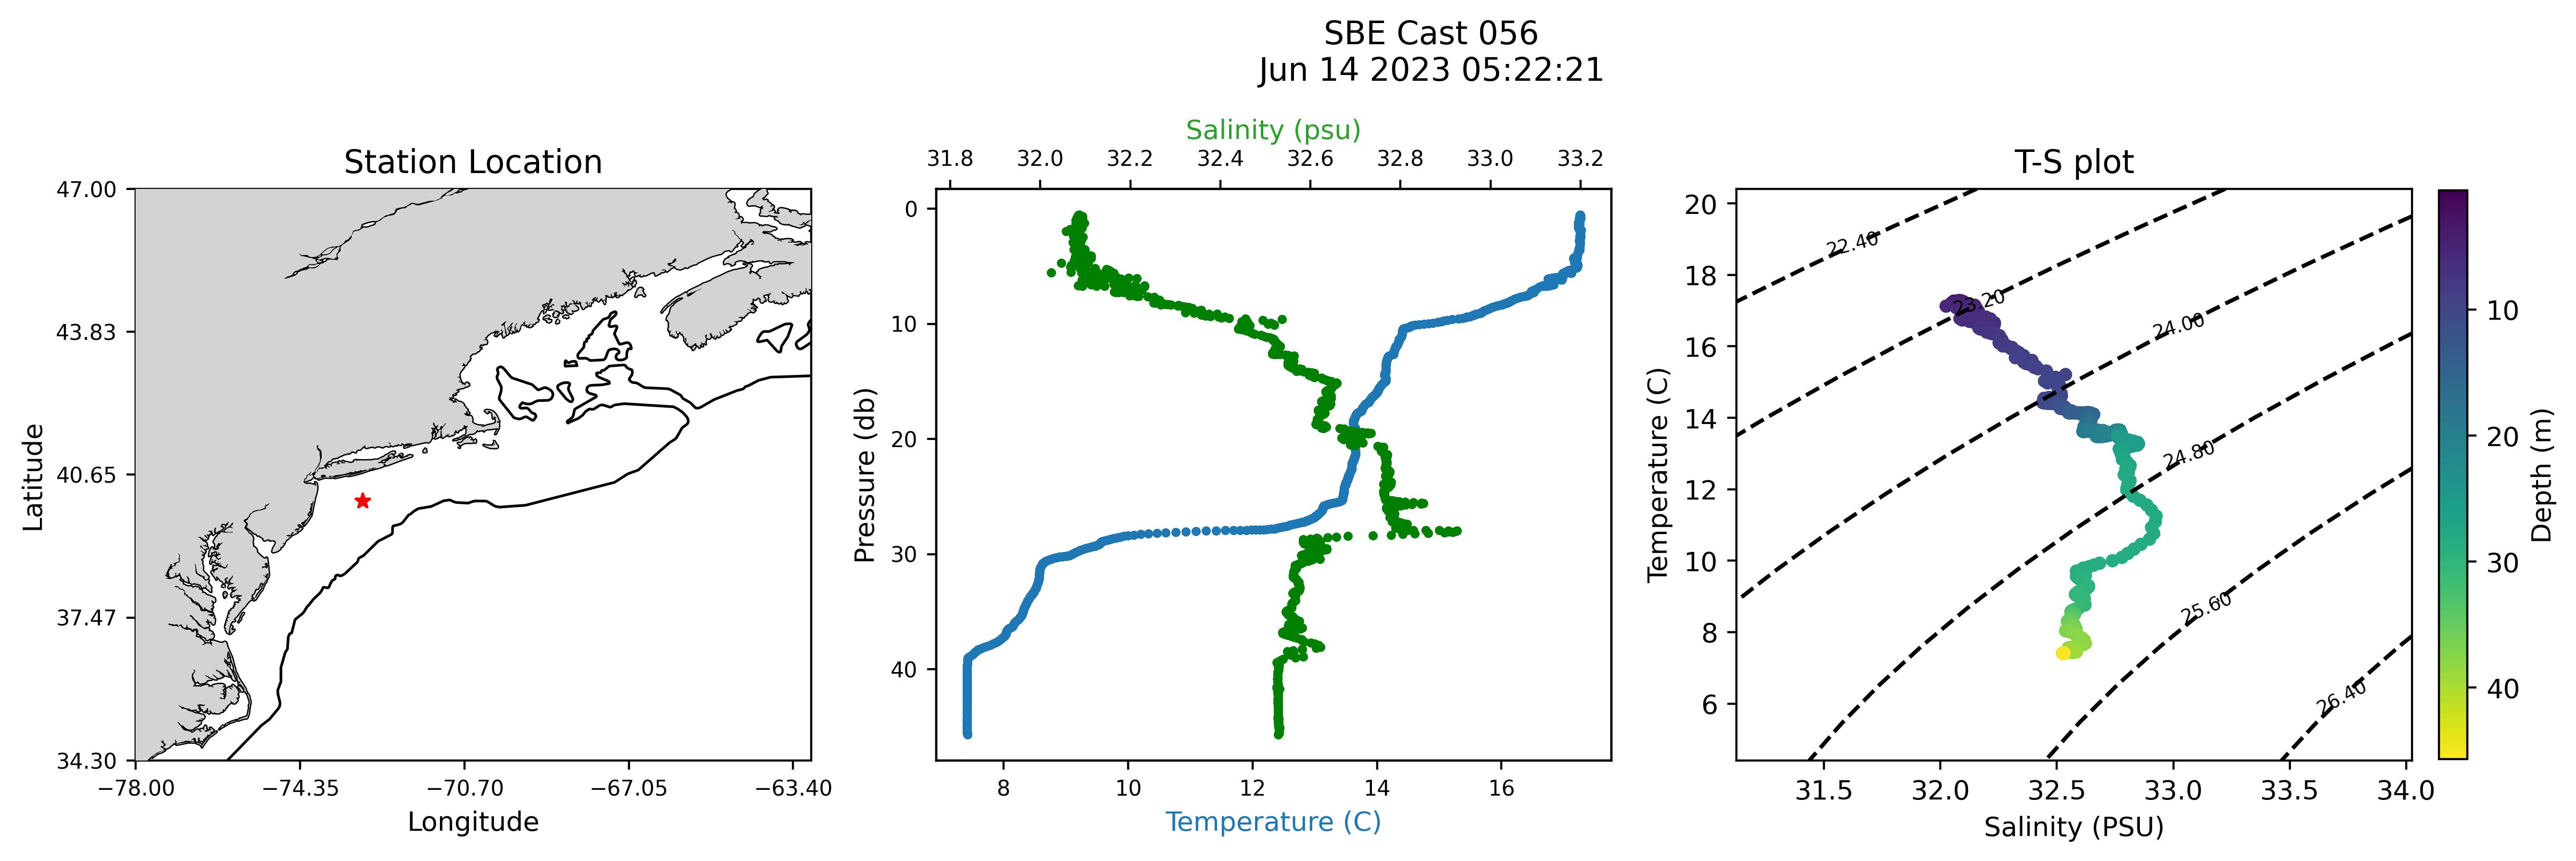 SBE Cast 056
Jun 14 2023 05:22:21
Station Location
47.00
43.83
40.65
37.47
34.30
Latitude
−78.00 −74.35 −70.70 −67.05 −63.40
Longitude
Salinity (psu)
31.8 32.0 32.2 32.4 32.6 32.8 33.0 33.2
0
10
20
30
40
Pressure (db)
8 10 12 14 16
Temperature (C)
T-S plot
20
18
16
14
12
10
8
6
Temperature (C)
22.40
23.20
24.00
24.80
25.60
26.40
31.5 32.0 32.5 33.0 33.5 34.0
Salinity (PSU)
10
20
30
40
Depth (m)